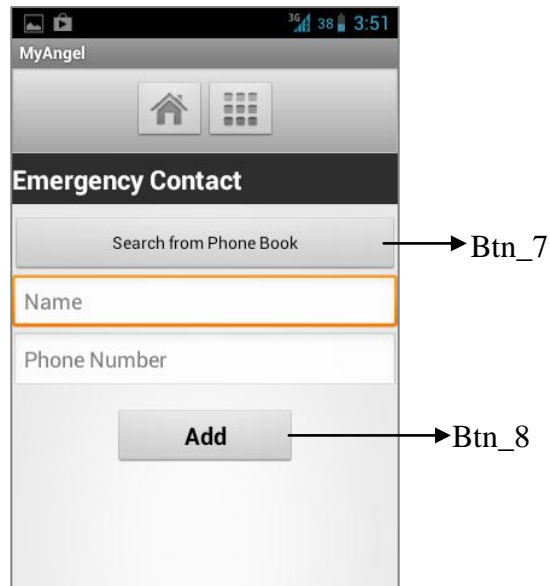 3G 38 3:51
MyAngel
Emergency Contact
Search from Phone Book
Btn_7
Name
Phone Number
Add
Btn_8